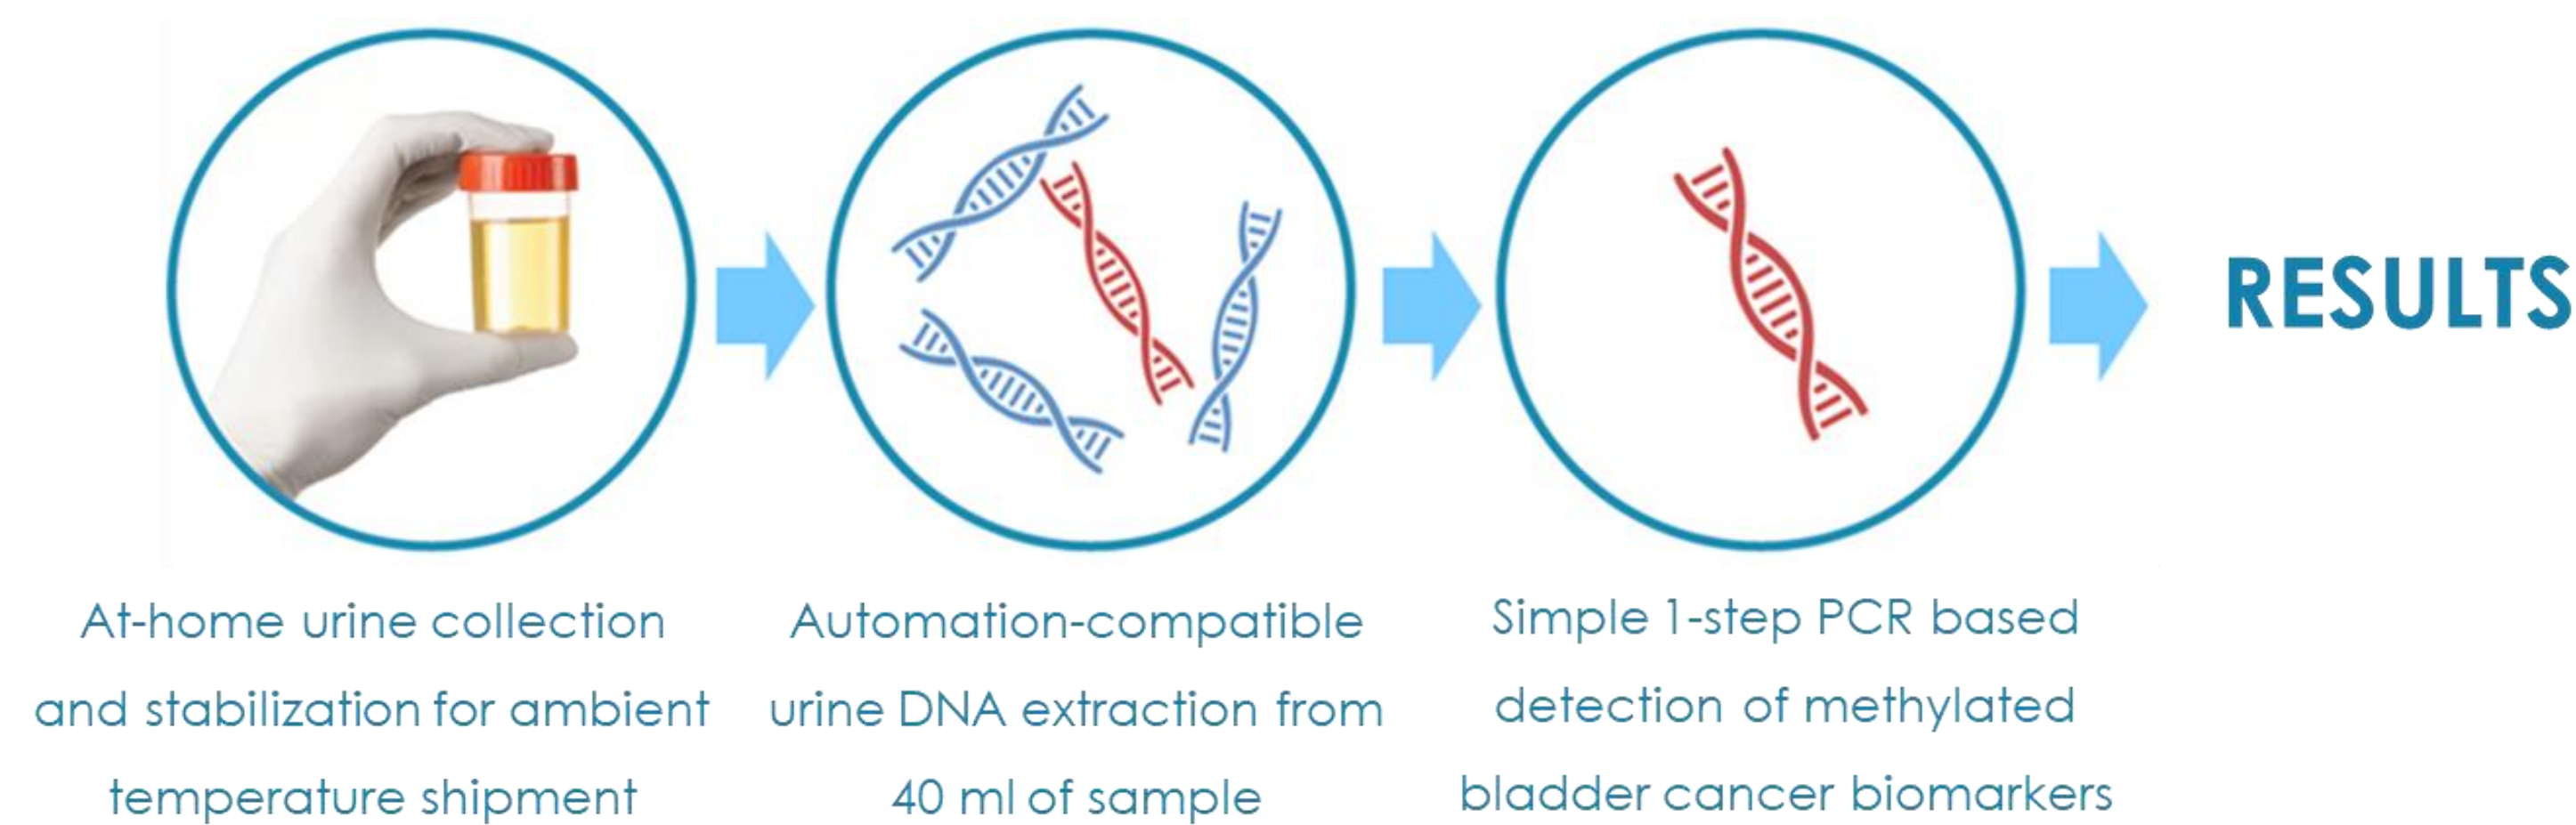 At-home urine collection
and stabilization for ambient
temperature shipment
Automation-compatible
urine DNA extraction from
40 ml of sample
Simple 1-step PCR based
detection of methylated
bladder cancer biomarkers
RESULTS